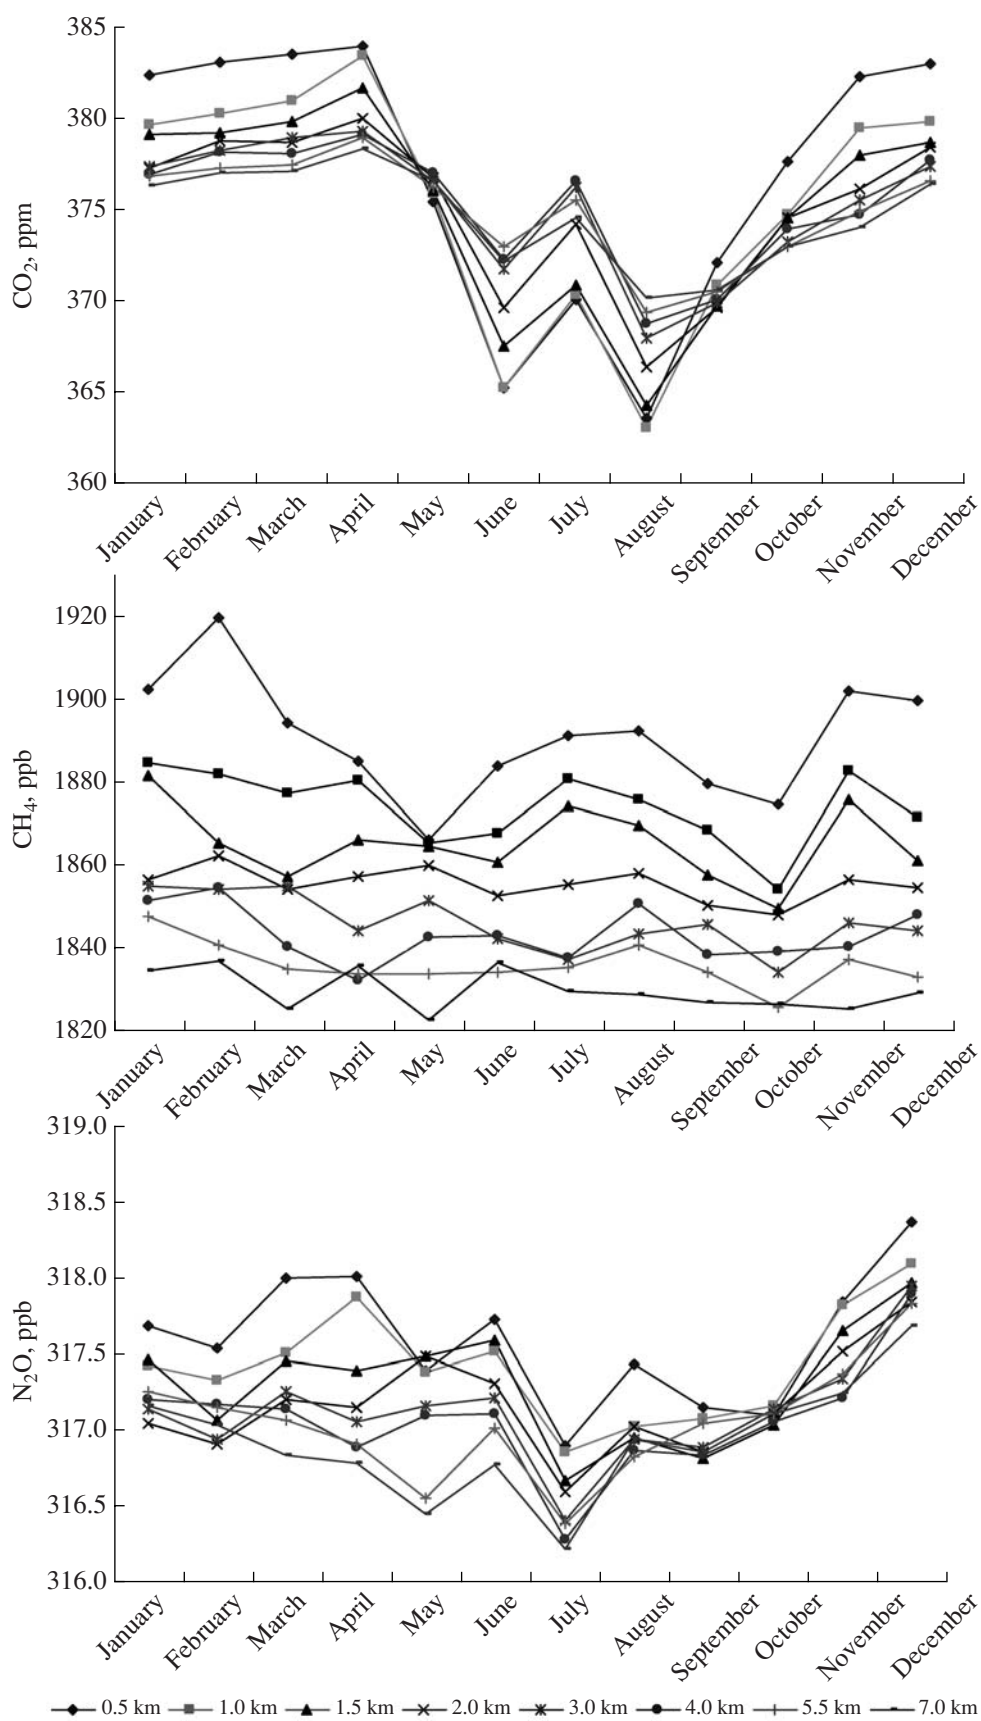 385
380
375
370
365
360
CO₂, ppm
January
February
March
April
May
June
July
August
September
October
November
December
1920
1900
1880
1860
1840
1820
CH₄, ppb
January
February
March
April
May
June
July
August
September
October
November
December
319.0
318.5
318.0
317.5
317.0
316.5
316.0
N₂O, ppb
January
February
March
April
May
June
July
August
September
October
November
December
0.5 km 1.0 km 1.5 km 2.0 km 3.0 km 4.0 km 5.5 km 7.0 km